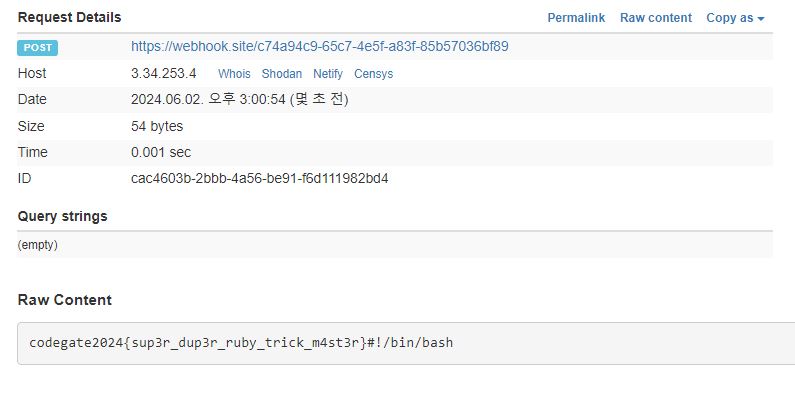 Request Details Permalink Raw content Copy as
POST https://webhook.site/c74a94c9-65c7-4e5f-a83f-85b57036bf89
Host 3.34.253.4 Whois Shodan Netify Censys
Date 2024.06.02. 오후 3:00:54 (몇 초 전)
Size 54 bytes
Time 0.001 sec
ID cac4603b-2bbb-4a56-be91-f6d111982bd4
Query strings
(empty)
Raw Content
codegate2024{sup3r_dup3r_ruby_trick_m4st3r}#!/bin/bash